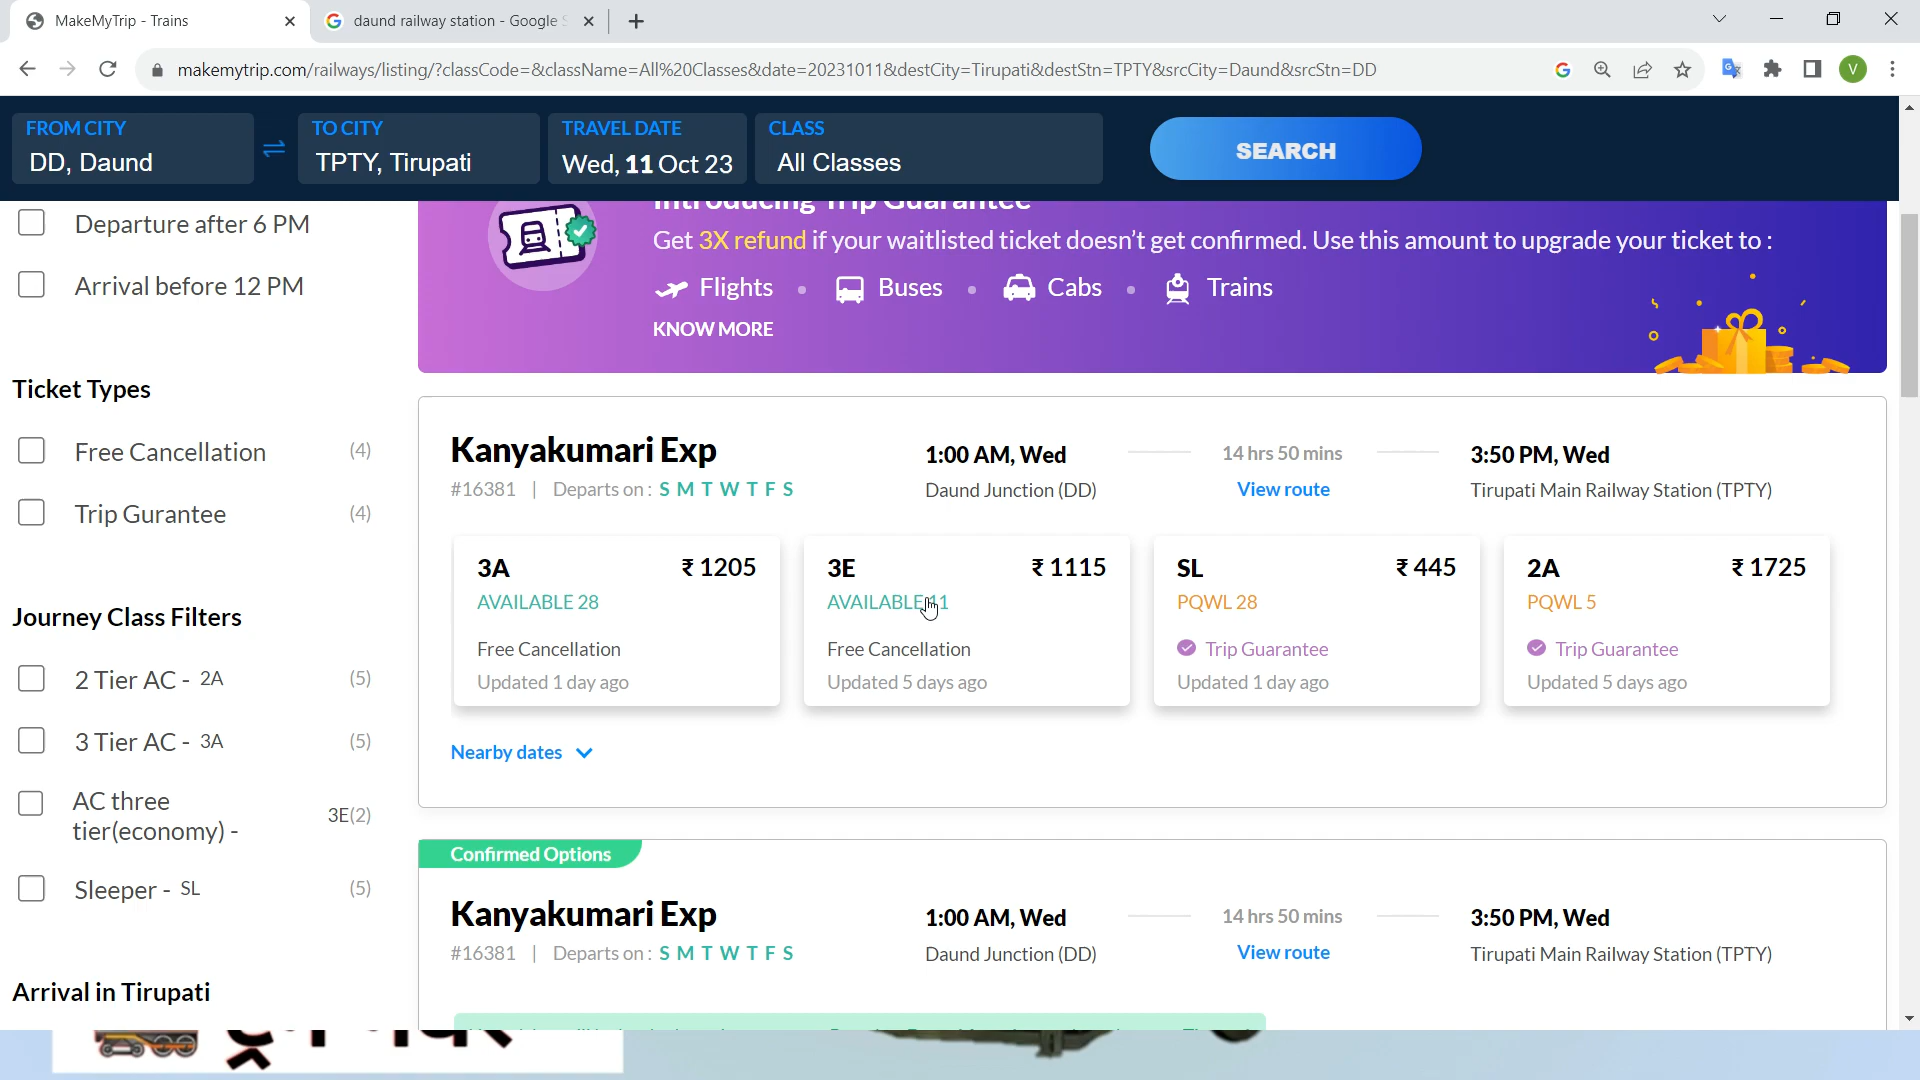 MakeMyTrip - Trains
daund railway station - Google
makemytrip.com/railways/listing/?classCode=&className=All%20Classes&date=20231011&destCity=Tirupati&destStn=TPTY&srcCity=Daund&srcStn=DD
V
FROM CITY
DD, Daund
TO CITY
TPTY, Tirupati
TRAVEL DATE
Wed, 11 Oct 23
CLASS
All Classes
SEARCH
Departure after 6 PM
Arrival before 12 PM
Ticket Types
Free Cancellation (4)
Trip Gurantee (4)
Journey Class Filters
2 Tier AC - 2A (5)
3 Tier AC - 3A (5)
AC three
tier(economy) - 3E(2)
Sleeper - SL (5)
Arrival in Tirupati
Introducing Trip Guarantee
Get 3X refund if your waitlisted ticket doesn't get confirmed. Use this amount to upgrade your ticket to :
Flights • Buses • Cabs • Trains
KNOW MORE
Kanyakumari Exp
#16381 | Departs on : S M T W T F S
1:00 AM, Wed
Daund Junction (DD)
14 hrs 50 mins
View route
3:50 PM, Wed
Tirupati Main Railway Station (TPTY)
3A ₹ 1205
AVAILABLE 28
Free Cancellation
Updated 1 day ago
3E ₹ 1115
AVAILABLE 11
Free Cancellation
Updated 5 days ago
SL ₹ 445
PQWL 28
Trip Guarantee
Updated 1 day ago
2A ₹ 1725
PQWL 5
Trip Guarantee
Updated 5 days ago
Nearby dates
Confirmed Options
Kanyakumari Exp
#16381 | Departs on : S M T W T F S
1:00 AM, Wed
Daund Junction (DD)
14 hrs 50 mins
View route
3:50 PM, Wed
Tirupati Main Railway Station (TPTY)